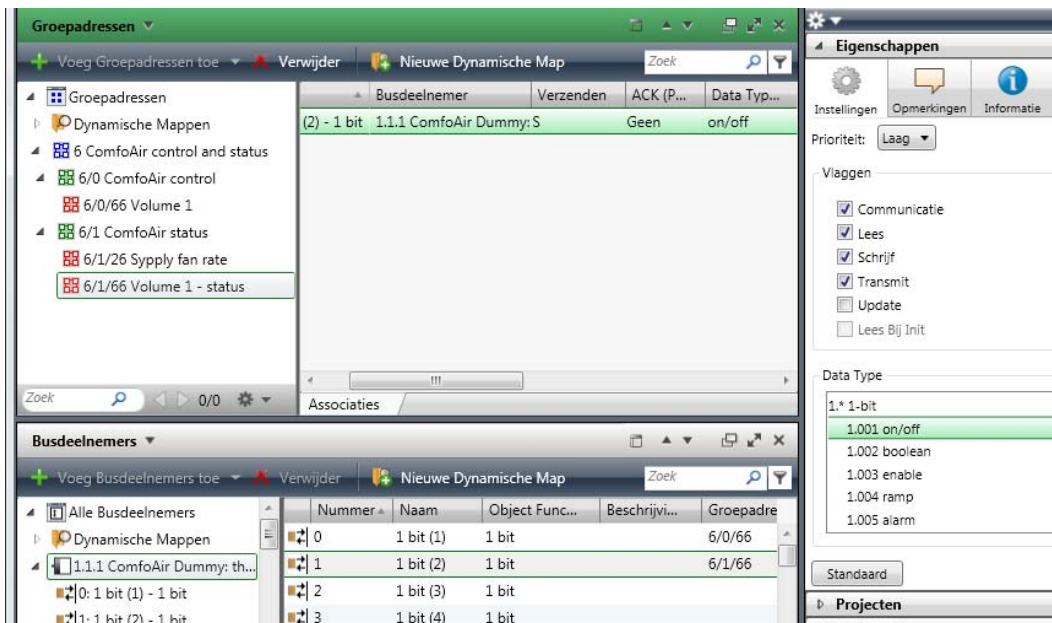 Groepadressen
Voeg Groepadressen toe Verwijder Nieuwe Dynamische Map Zoek
Groepadressen
Dynamische Mappen
6 ComfoAir control and status
6/0 ComfoAir control
6/0/66 Volume 1
6/1 ComfoAir status
6/1/26 Sypply fan rate
6/1/66 Volume 1 - status
Zoek 0/0
Busdeelnemer Verzenden ACK (P... Data Typ...
(2) - 1 bit 1.1.1 ComfoAir Dummy: S Geen on/off
Associaties
Busdeelnemers
Voeg Busdeelnemers toe Verwijder Nieuwe Dynamische Map Zoek
Alle Busdeelnemers
Dynamische Mappen
1.1.1 ComfoAir Dummy: th...
0: 1 bit (1) - 1 bit
1: 1 bit (2) - 1 bit
Nummer Naam Object Func... Beschrijvi... Groepadre
0 1 bit (1) 1 bit 6/0/66
1 1 bit (2) 1 bit 6/1/66
2 1 bit (3) 1 bit
3 1 bit (4) 1 bit
Eigenschappen
Instellingen Opmerkingen Informatie
Prioriteit: Laag
Vlaggen
Communicatie
Lees
Schrijf
Transmit
Update
Lees Bij Init
Data Type
1.* 1-bit
1.001 on/off
1.002 boolean
1.003 enable
1.004 ramp
1.005 alarm
Standaard
Projecten